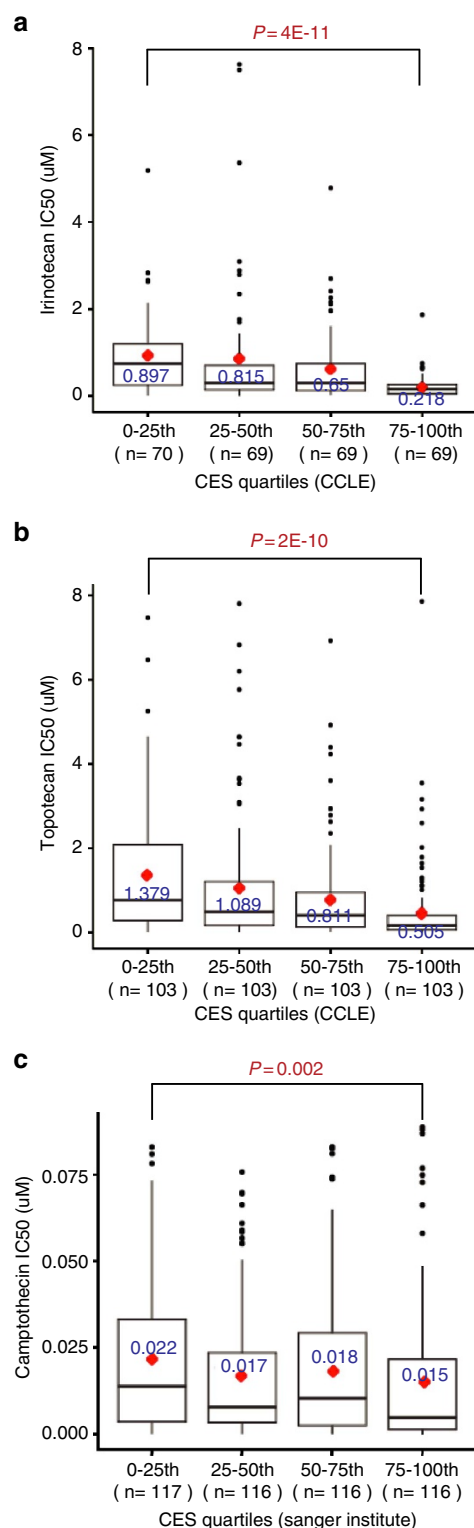 a
P=4E-11
8
6
4
2
0
Irinotecan IC50 (uM)
0.897
0.815
0.65
0.218
0-25th 25-50th 50-75th 75-100th
( n= 70 ) ( n= 69) ( n= 69 ) ( n= 69)
CES quartiles (CCLE)
b
P=2E-10
8
6
4
2
0
Topotecan IC50 (uM)
1.379
1.089
0.811
0.505
0-25th 25-50th 50-75th 75-100th
( n= 103 ) ( n= 103) ( n= 103 ) ( n= 103 )
CES quartiles (CCLE)
c
P=0.002
0.075
0.050
0.025
0.000
Camptothecin IC50 (uM)
0.022
0.017
0.018
0.015
0-25th 25-50th 50-75th 75-100th
( n= 117 ) ( n= 116 ) ( n= 116 ) ( n= 116 )
CES quartiles (sanger institute)